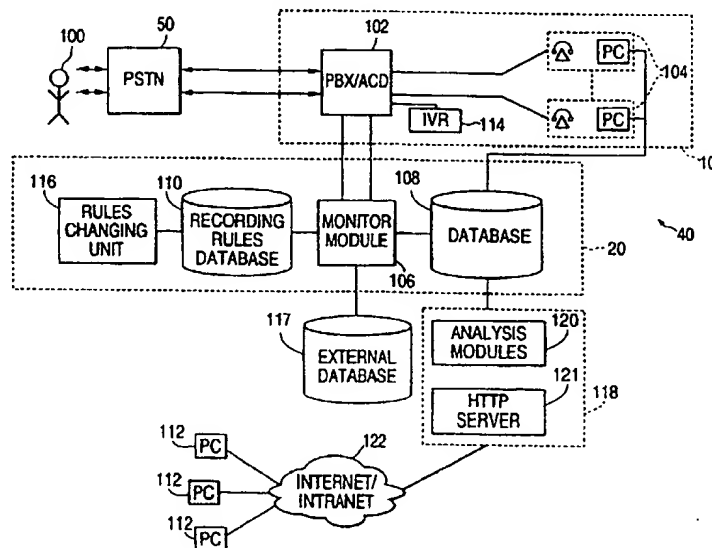 100
50
PSTN
102
PBX/ACD
IVR
114
PC
PC
104
10
116
RULES
CHANGING
UNIT
110
RECORDING
RULES
DATABASE
MONITOR
MODULE
106
108
DATABASE
40
20
117
EXTERNAL
DATABASE
ANALYSIS
MODULES
120
HTTP
SERVER
121
118
112
PC
112
PC
112
PC
122
INTERNET/
INTRANET